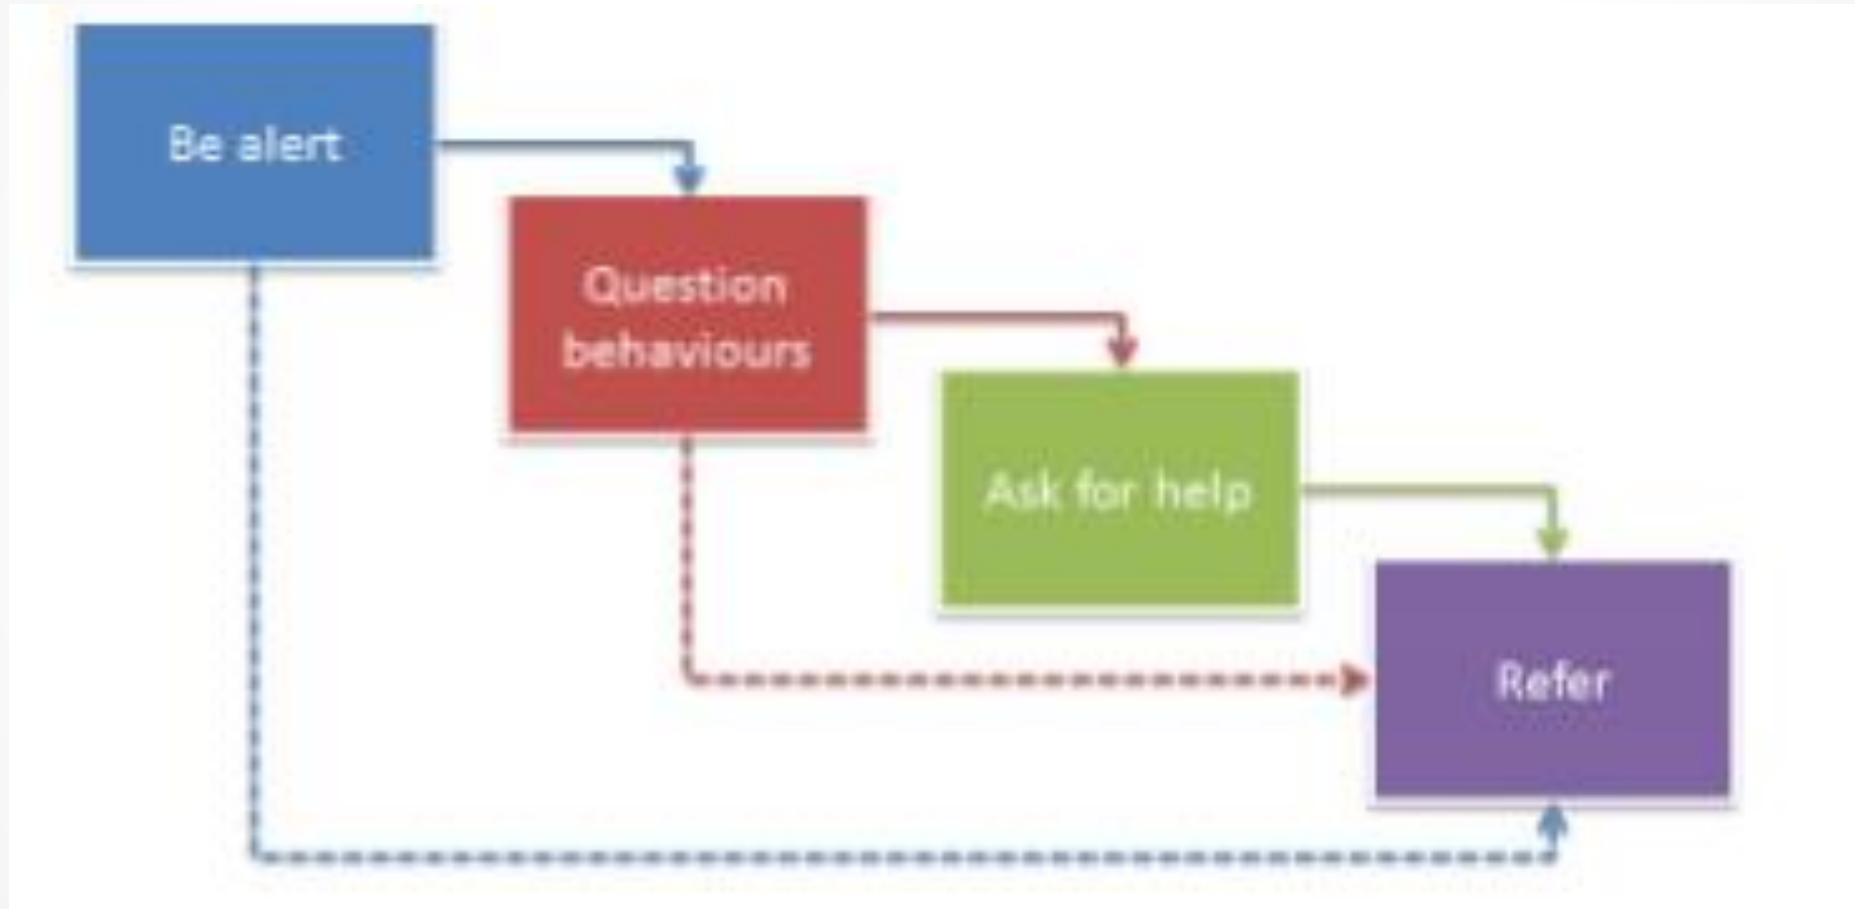 Be alert
Question
behaviours
Ask for help
Refer